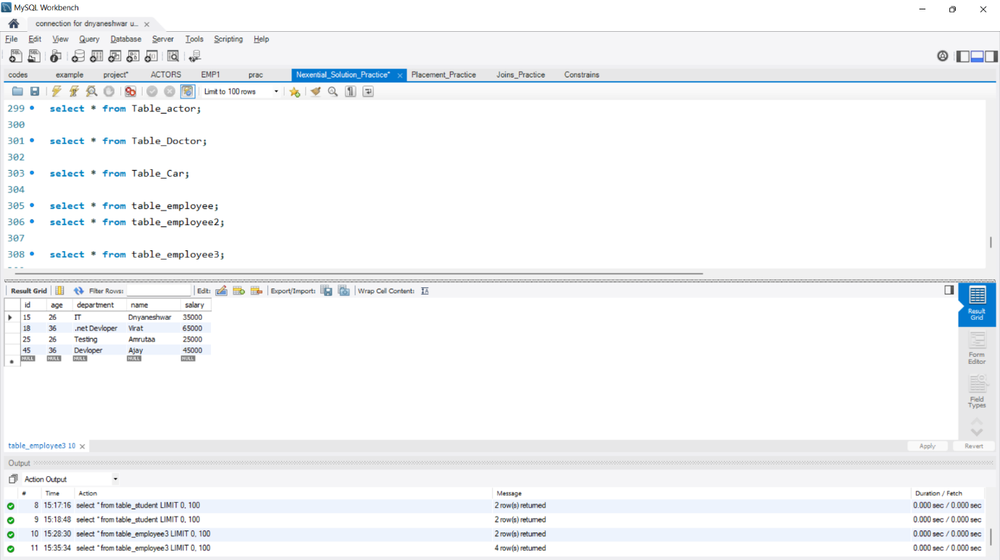 MySQL Workbench
connection for dnyaneshwar u...
File Edit View Query Database Server Tools Scripting Help
codes example project* ACTORS EMP1 prac Nexential_Solution_Practice* Placement_Practice Joins_Practice Constrains
Limit to 100 rows
299 select * from Table_actor;
300
301 select * from Table_Doctor;
302
303 select * from Table_Car;
304
305 select * from table_employee;
306 select * from table_employee2;
307
308 select * from table_employee3;
Result Grid Filter Rows: Edit: Export/Import: Wrap Cell Content:
id age department name salary
15 26 IT Dnyaneshwar 35000
18 36 .net Devloper Virat 65000
25 26 Testing Amrutaa 25000
45 36 Devloper Ajay 45000
NULL NULL NULL NULL NULL
Result
Grid
Form
Editor
Field
Types
table_employee3 10 Apply Revert
Output
Action Output
# Time Action Message Duration / Fetch
8 15:17:16 select * from table_student LIMIT 0, 100 2 row(s) returned 0.000 sec / 0.000 sec
9 15:18:48 select * from table_student LIMIT 0, 100 2 row(s) returned 0.000 sec / 0.000 sec
10 15:28:30 select * from table_employee3 LIMIT 0, 100 2 row(s) returned 0.000 sec / 0.000 sec
11 15:35:34 select * from table_employee3 LIMIT 0, 100 4 row(s) returned 0.000 sec / 0.000 sec